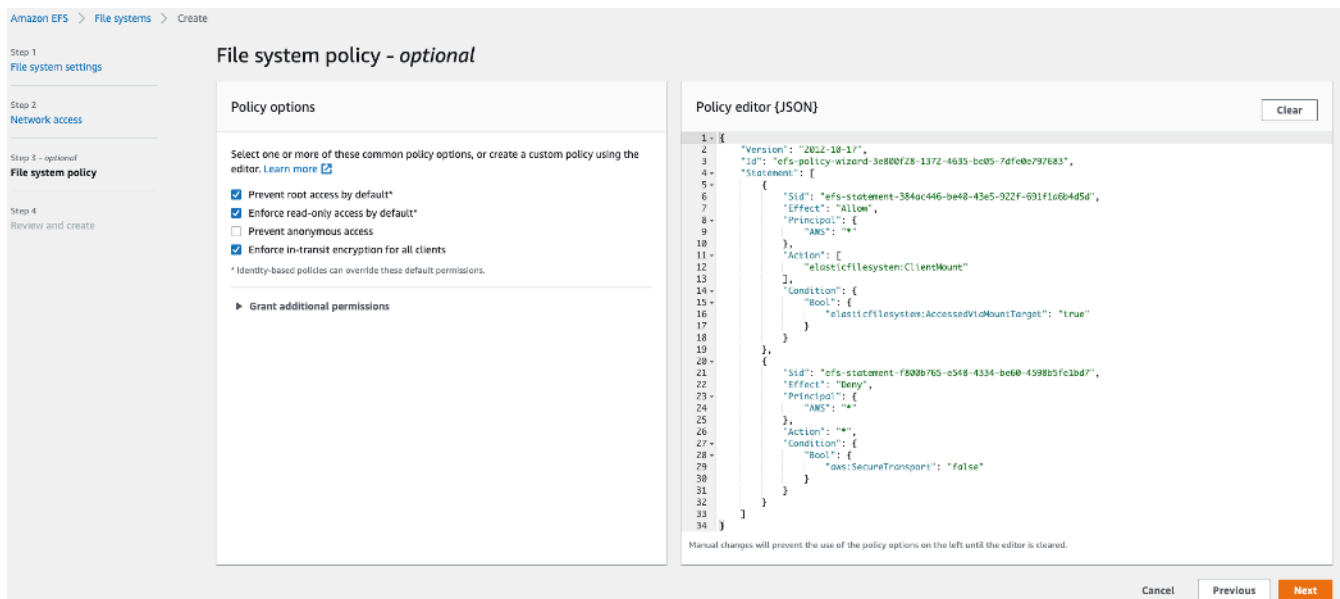 Amazon EFS > File systems > Create
Step 1
File system settings
Step 2
Network access
Step 3 - optional
File system policy
Step 4
Review and create
File system policy - optional
Policy options
Select one or more of these common policy options, or create a custom policy using the
editor. Learn more
Prevent root access by default*
Enforce read-only access by default*
Prevent anonymous access
Enforce in-transit encryption for all clients
* Identity-based policies can override these default permissions.
Grant additional permissions
Policy editor {JSON}
Clear
1 {
2 "Version": "2012-10-17",
3 "Id": "efs-policy-wizard-3e800f28-1372-4635-be05-7dfe0e797683",
4 "Statement": [
5 {
6 "Sid": "efs-statement-384ac446-be40-43e5-922f-691f1a6b4d5d",
7 "Effect": "Allow",
8 "Principal": {
9 "AWS": "*"
10 },
11 "Action": [
12 "elasticfilesystem:ClientMount"
13 ],
14 "Condition": {
15 "Bool": {
16 "elasticfilesystem:AccessedViaMountTarget": "true"
17 }
18 }
19 },
20 {
21 "Sid": "efs-statement-f800b765-e548-4334-be60-4598b5fc1bd7",
22 "Effect": "Deny",
23 "Principal": {
24 "AWS": "*"
25 },
26 "Action": "*",
27 "Condition": {
28 "Bool": {
29 "aws:SecureTransport": "false"
30 }
31 }
32 }
33 ]
34 }
Manual changes will prevent the use of the policy options on the left until the editor is cleared.
Cancel
Previous
Next